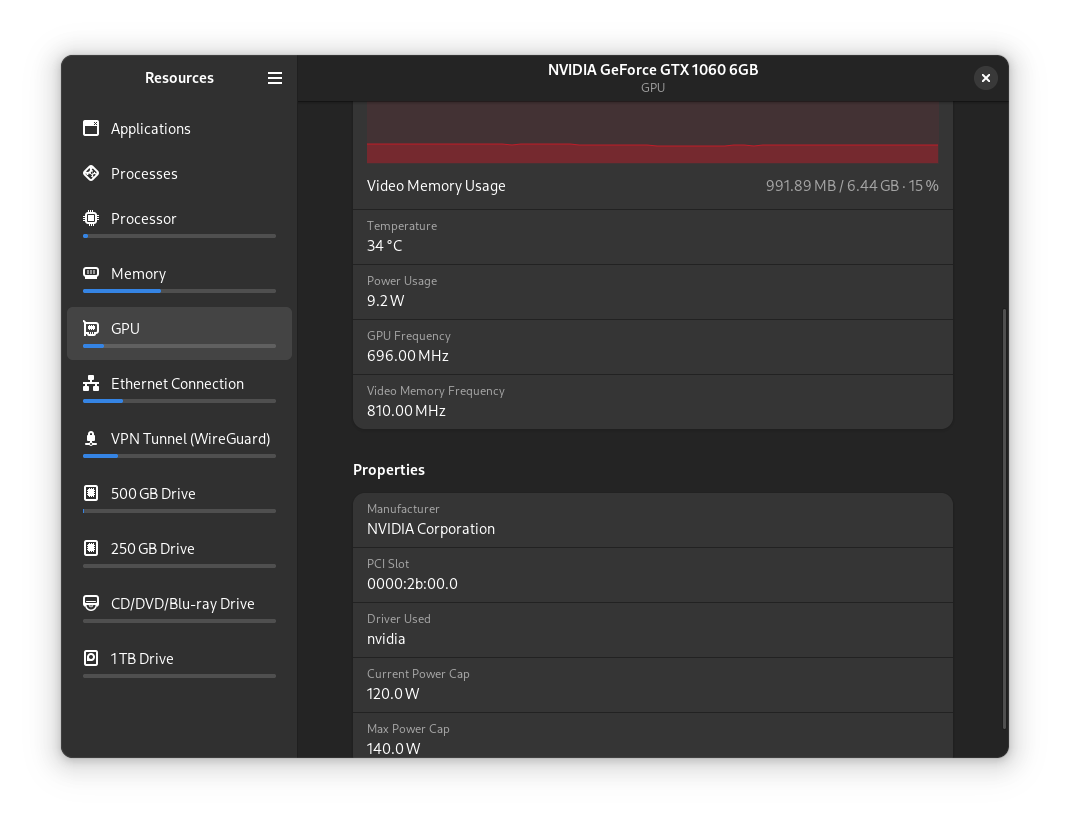 Resources
Applications
Processes
Processor
Memory
GPU
Ethernet Connection
VPN Tunnel (WireGuard)
500 GB Drive
250 GB Drive
CD/DVD/Blu-ray Drive
1 TB Drive
NVIDIA GeForce GTX 1060 6GB
GPU
Video Memory Usage 991.89 MB / 6.44 GB · 15 %
Temperature
34 °C
Power Usage
9.2 W
GPU Frequency
696.00 MHz
Video Memory Frequency
810.00 MHz
Properties
Manufacturer
NVIDIA Corporation
PCI Slot
0000:2b:00.0
Driver Used
nvidia
Current Power Cap
120.0 W
Max Power Cap
140.0 W